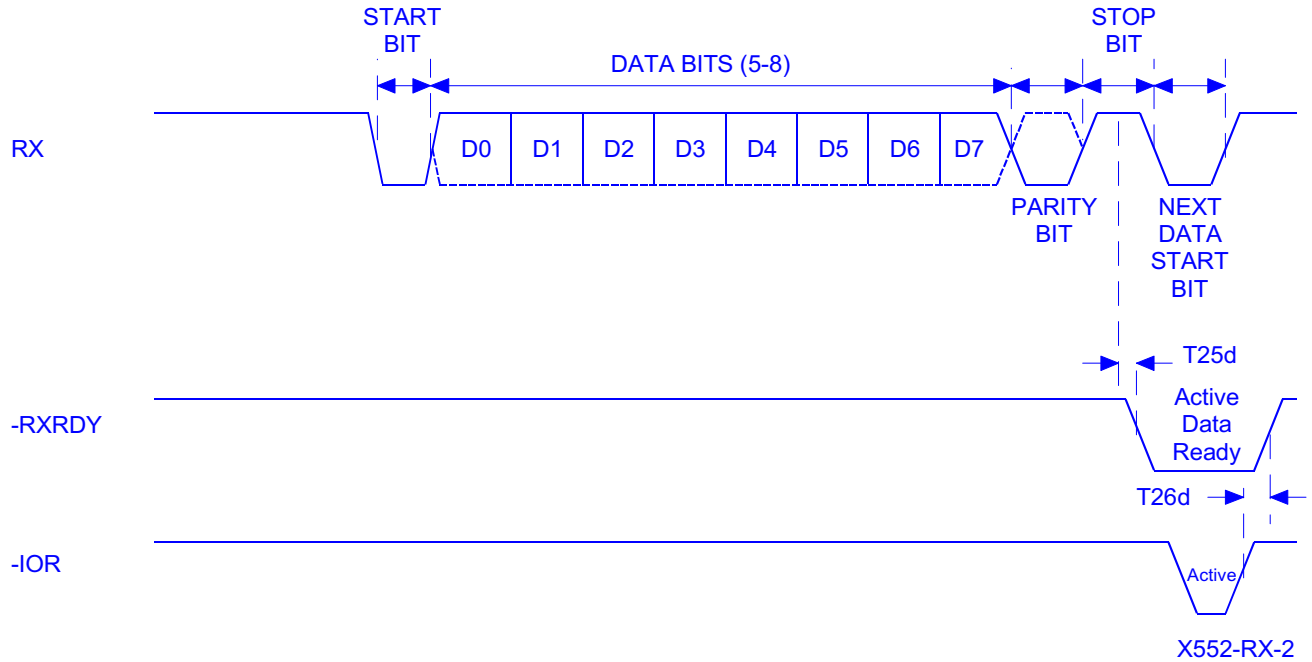 START
BIT
STOP
BIT
DATA BITS (5-8)
RX
D0 D1 D2 D3 D4 D5 D6 D7
PARITY
BIT
NEXT
DATA
START
BIT
T25d
-RXRDY
Active
Data
Ready
T26d
-IOR
Active
X552-RX-2